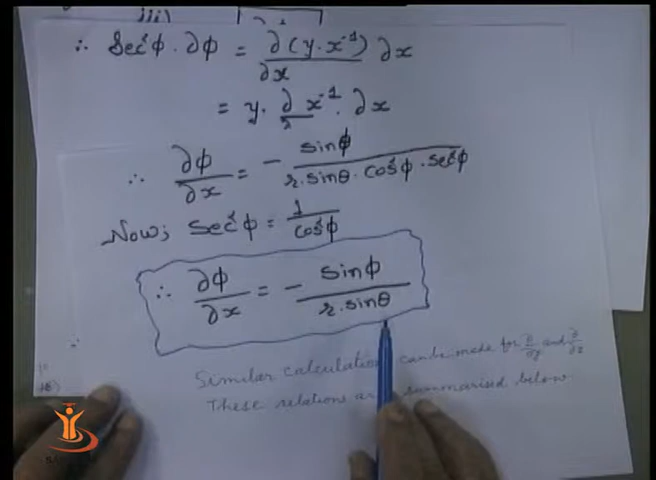 iii)
∴ Sec²φ · ∂φ = ∂(y·x⁻¹)/∂x ∂x
= y · ∂/ x⁻¹ · ∂x
∴ ∂φ/∂x = - sinφ/r·sinθ·cos²φ·sec²φ
Now; sec²φ = 1/cos²φ
∴ ∂φ/∂x = - sinφ/r·sinθ
Similar calculation can be made for ∂/∂y and ∂/∂z
These relations are summarised below